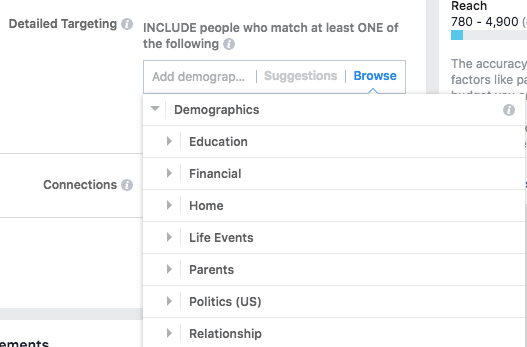 Detailed Targeting
INCLUDE people who match at least ONE of
the following
Add demograp... | Suggestions | Browse
Demographics
Education
Financial
Home
Life Events
Parents
Politics (US)
Relationship
Connections
Reach
780 - 4,900
The accuracy
factors like